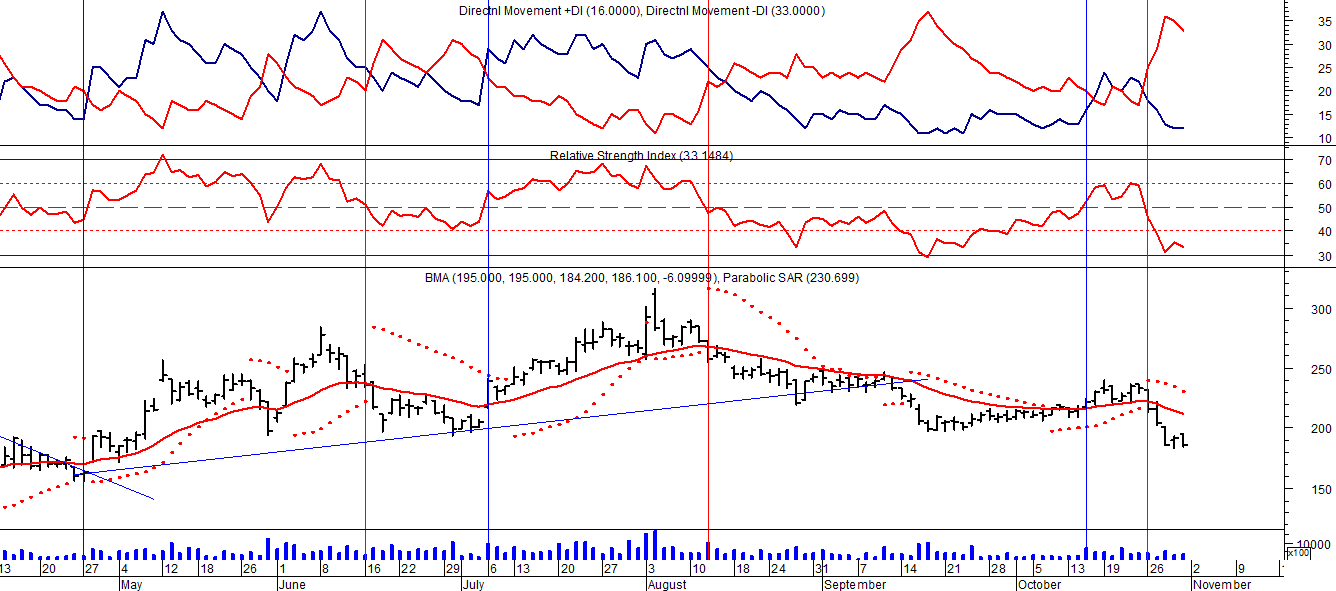 Directnl Movement +DI (16.0000), Directnl Movement -DI (33.0000)
35
30
25
20
15
10
Relative Strength Index (33.1484)
70
60
50
40
30
BMA (195.000, 195.000, 184.200, 186.100, -6.09999), Parabolic SAR (230.699)
300
250
200
150
10000
x100
13 20 27 4 12 18 26 1 8 16 22 29 6 13 20 27 3 10 18 24 31 7 14 21 28 5 13 19 26 2 9
May June July August September October November